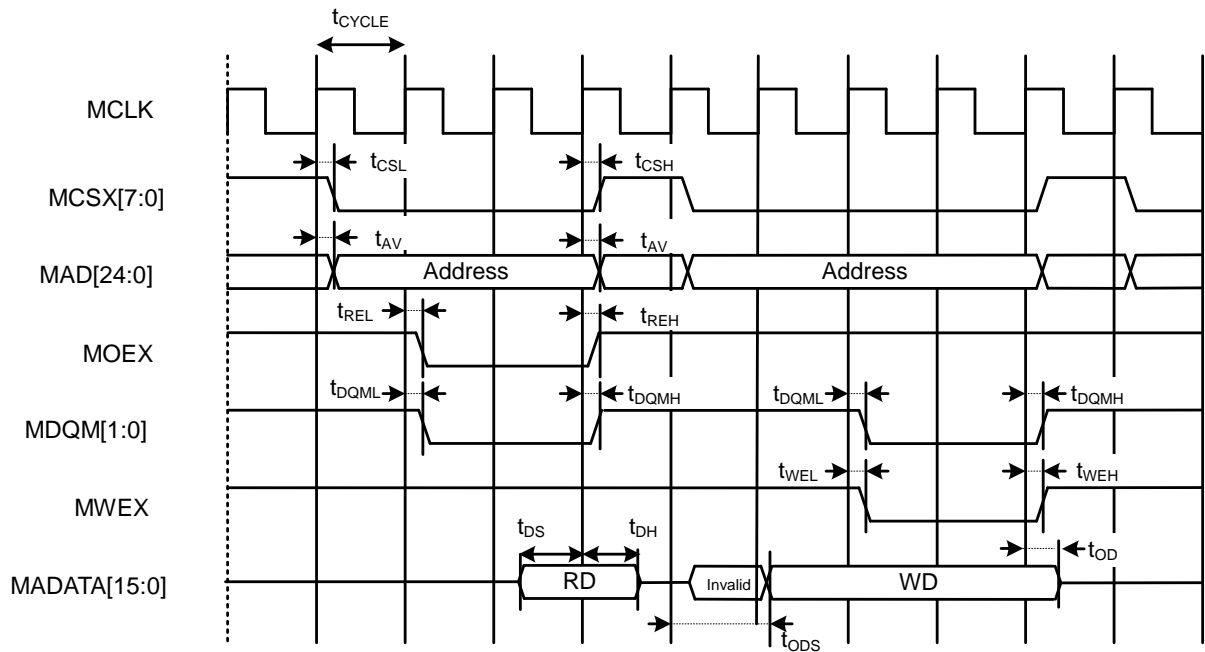 tCYCLE
MCLK
tCSL tCSH
MCSX[7:0]
tAV tAV
MAD[24:0] Address Address
tREL tREH
MOEX
tDQML tDQMH tDQML tDQMH
MDQM[1:0]
tWEL tWEH
MWEX
tDS tDH tOD
MADATA[15:0] RD Invalid WD
tODS